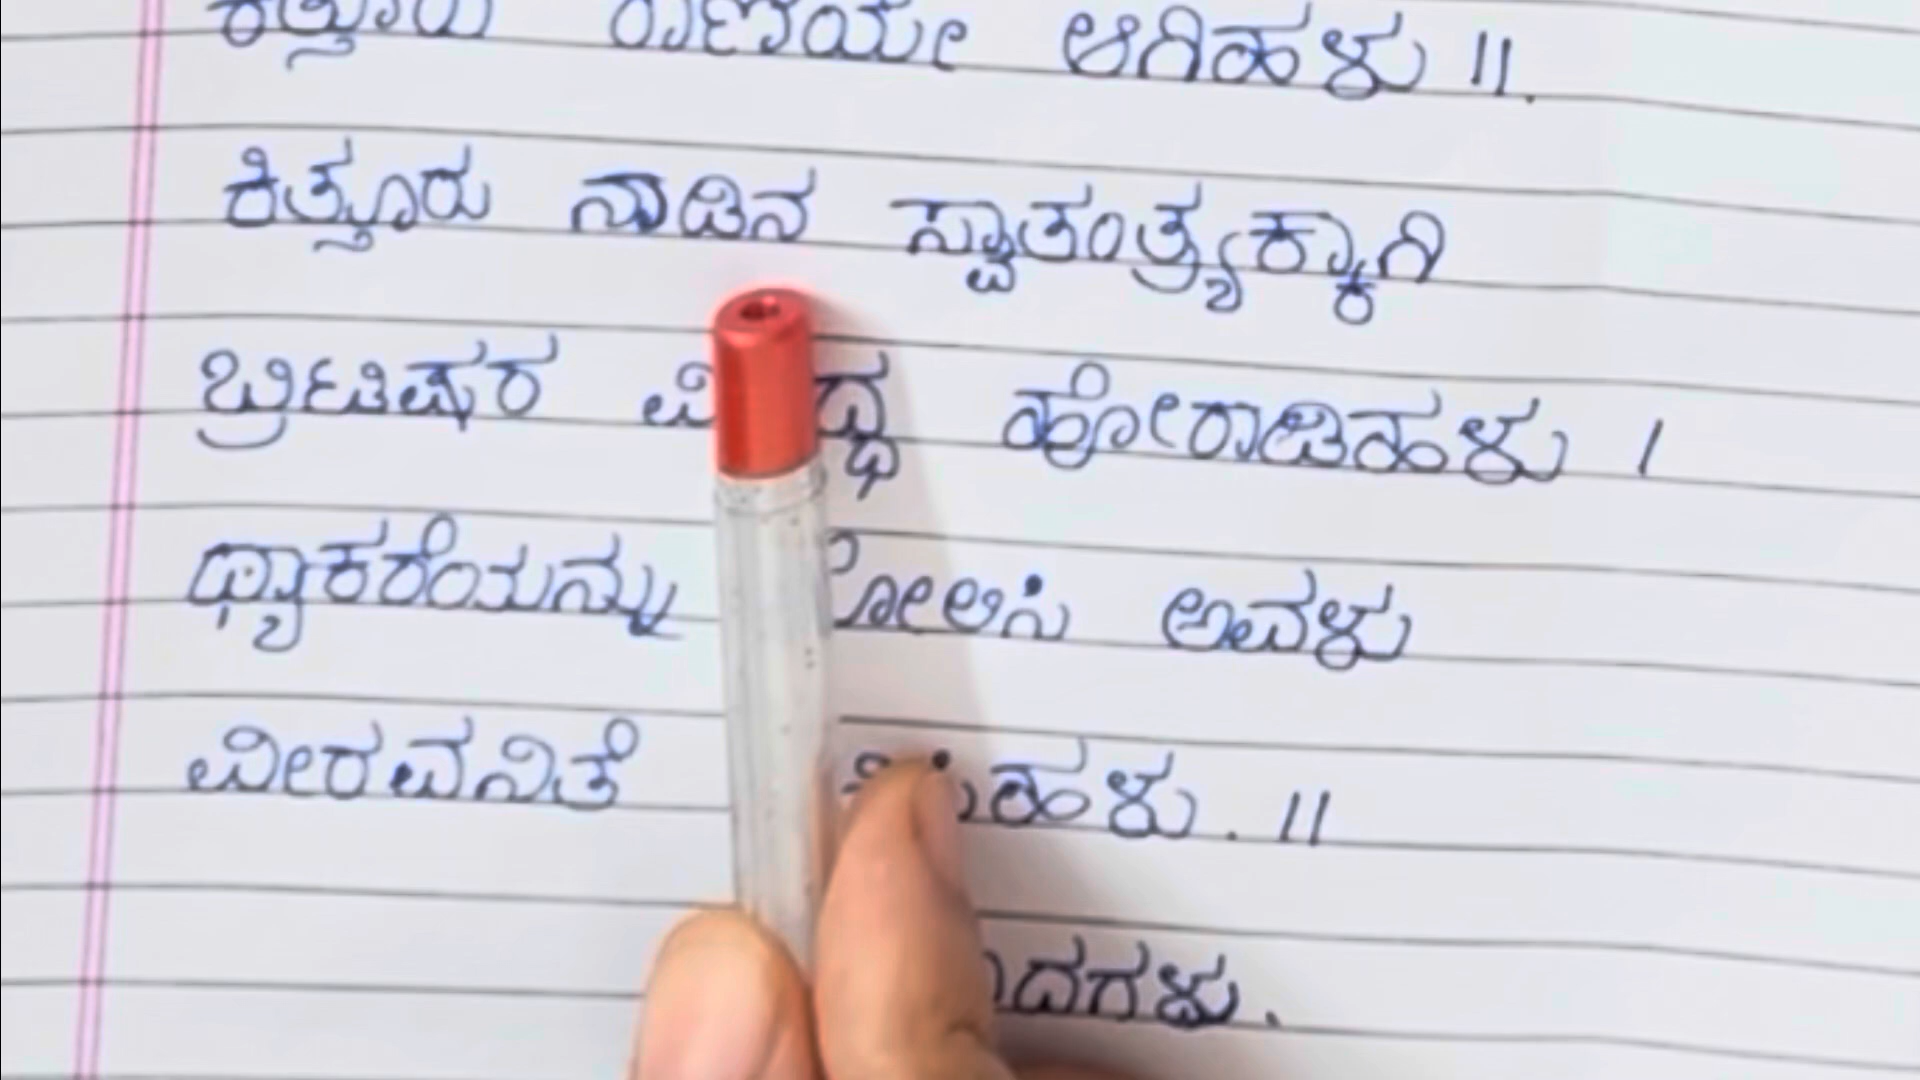 ಕಿತ್ತೂರು ರಾಣಿಯೇ ಆಗಿಹಳು ||.
ಕಿತ್ತೂರು ನಾಡಿನ ಸ್ವಾತಂತ್ರ್ಯಕ್ಕಾಗಿ
ಬ್ರಿಟಿಷರ ಹೋರಾಡಿಹಳು |
ಥ್ಯಾಕರೆಯನ್ನು ಅವಳು
ವೀರವನಿತೆ . ||